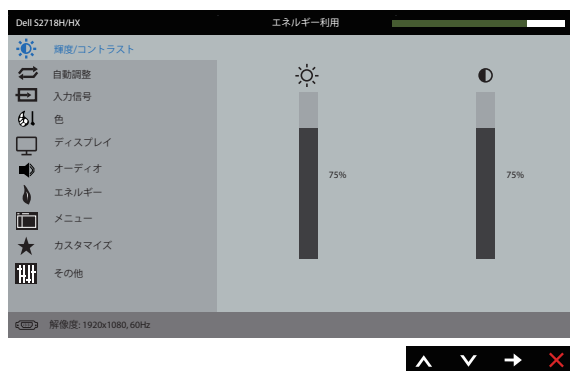 Dell S2718H/HX
エネルギー利用
輝度/コントラスト
自動調整
入力信号
色
ディスプレイ
オーディオ
エネルギー
メニュー
カスタマイズ
その他
75%
75%
解像度: 1920x1080, 60Hz